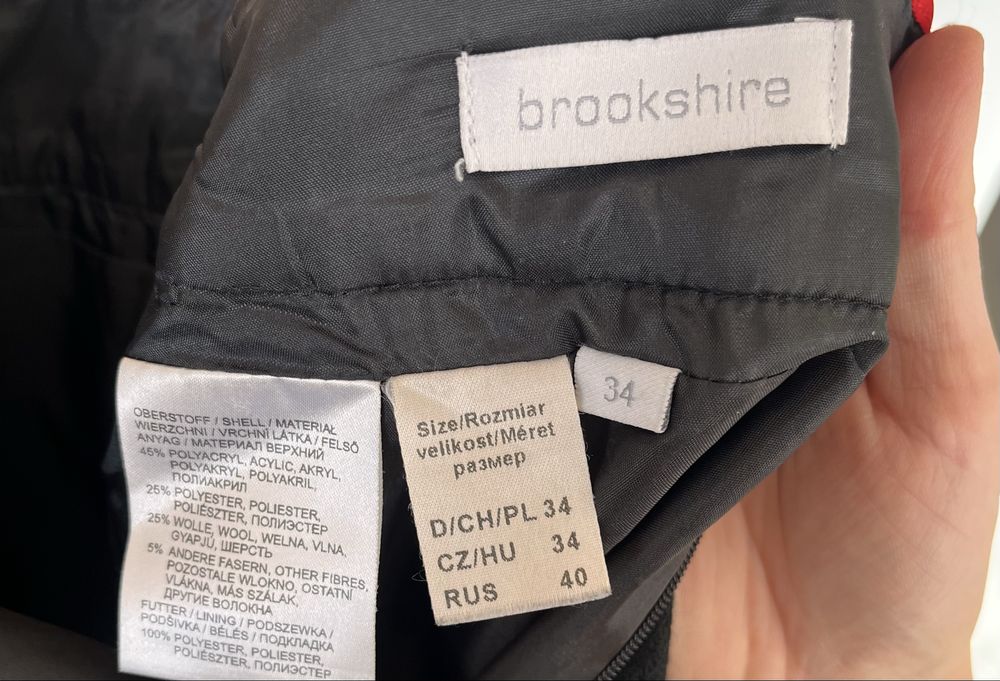 brookshire
OBERSTOFF / SHELL / MATERIAŁ
WIERZCHNI / VRCHNÍ LÁTKA / FELSŐ
ANYAG / МАТЕРИАЛ ВЕРХНИЙ
45% POLYACRYL, ACYLIC, AKRYL,
POLYAKRYL, POLYAKRIL,
ПОЛИАКРИЛ
25% POLYESTER, POLIESTER,
POLIÉSZTER, ПОЛИЭСТЕР
25% WOLLE, WOOL, WEŁNA, VLNA,
GYAPJÚ, ШЕРСТЬ
5% ANDERE FASERN, OTHER FIBRES,
POZOSTAŁE WŁOKNO, OSTATNÍ
VLÁKNA, MÁS SZÁLAK,
ДРУГИЕ ВОЛОКНА
FUTTER / LINING / PODSZEWKA /
PODŠÍVKA / BÉLÉS / ПОДКЛАДКА
100% POLYESTER, POLIESTER,
POLIÉSZTER, ПОЛИЭСТЕР
Size/Rozmiar
velikost/Méret
размер
D/CH/PL 34
CZ/HU 34
RUS 40
34